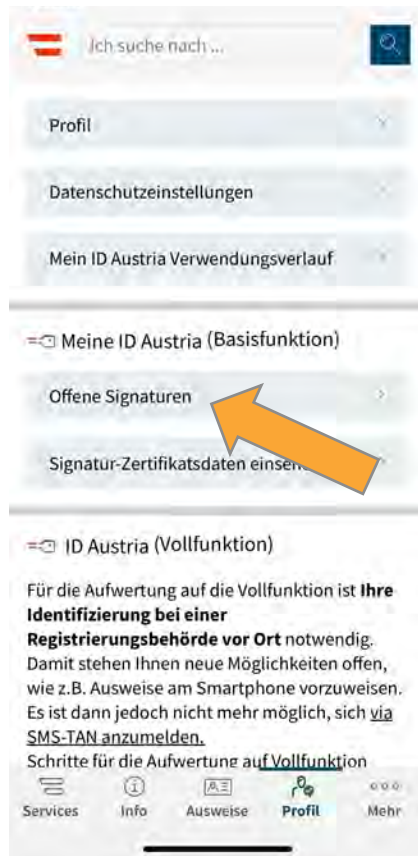 Ich suche nach ...
Profil
Datenschutzeinstellungen
Mein ID Austria Verwendungsverlauf
Meine ID Austria (Basisfunktion)
Offene Signaturen
Signatur-Zertifikatsdaten
ID Austria (Vollfunktion)
Für die Aufwertung auf die Vollfunktion ist Ihre
Identifizierung bei einer
Registrierungsbehörde vor Ort notwendig.
Damit stehen Ihnen neue Möglichkeiten offen,
wie z.B. Ausweise am Smartphone vorzuweisen.
Es ist dann jedoch nicht mehr möglich, sich via
SMS-TAN anzumelden.
Schritte für die Aufwertung auf Vollfunktion
Services Info Ausweise Profil Mehr